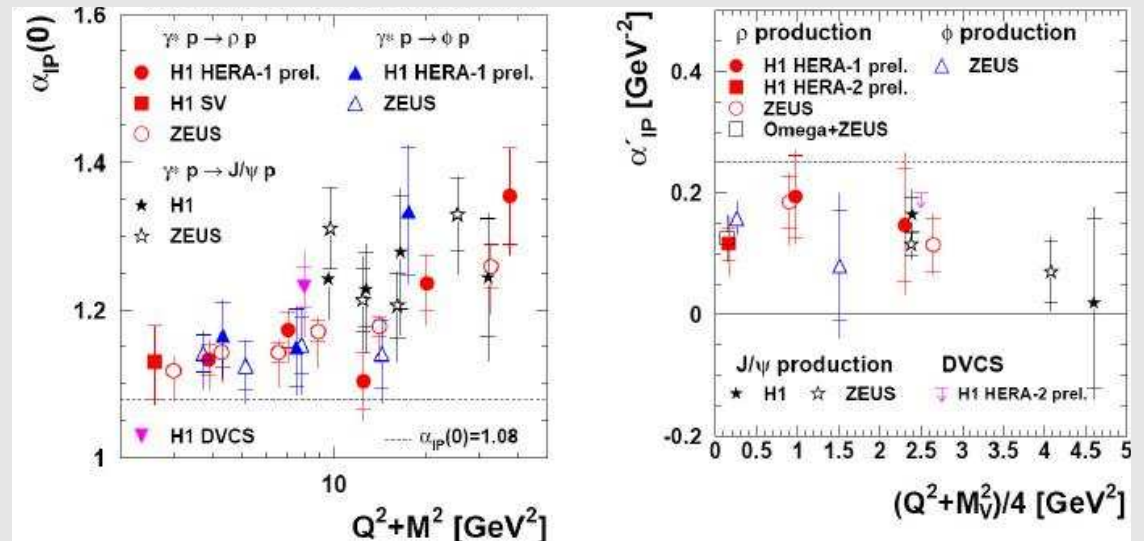 α_IP(0)
1.6
1.4
1.2
1
γ* p → ρ p
γ* p → ϕ p
H1 HERA-1 prel.
H1 HERA-1 prel.
H1 SV
ZEUS
ZEUS
γ* p → J/ψ p
H1
ZEUS
H1 DVCS
α_IP(0)=1.08
10
Q²+M² [GeV²]
α′_IP [GeV⁻²]
0.4
0.2
0
-0.2
ρ production
ϕ production
H1 HERA-1 prel.
ZEUS
H1 HERA-2 prel.
ZEUS
Omega+ZEUS
J/ψ production
DVCS
H1
ZEUS
H1 HERA-2 prel.
0 0.5 1 1.5 2 2.5 3 3.5 4 4.5 5
(Q²+M²_V)/4 [GeV²]